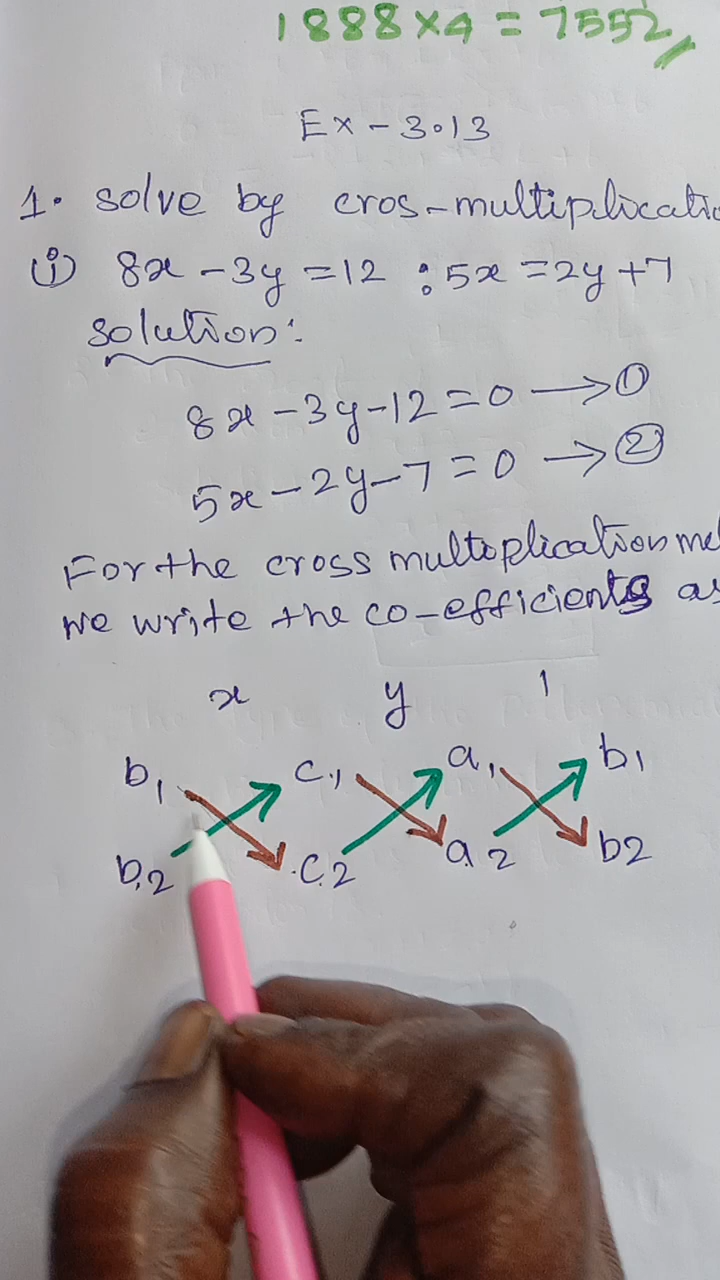 1888×4 = 7552
Ex - 3.13
1. solve by cros-multiplicatio
(i) 8x - 3y = 12 : 5x = 2y + 7
Solution:
8x - 3y - 12 = 0 → ①
5x - 2y - 7 = 0 → ②
For the cross multiplication me
we write the co-efficients as
x y 1
b₁ c₁ a₁ b₁
b₂ c₂ a₂ b₂